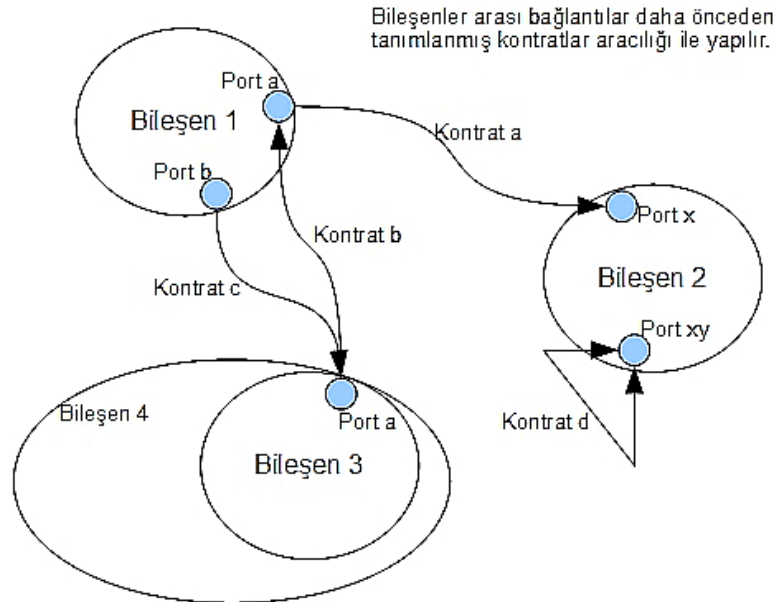 Bileşenler arası bağlantılar daha önceden
tanımlanmış kontratlar aracılığı ile yapılır.
Port a
Bileşen 1
Kontrat a
Port b
Port x
Kontrat b
Bileşen 2
Kontrat c
Port xy
Bileşen 4
Port a
Kontrat d
Bileşen 3